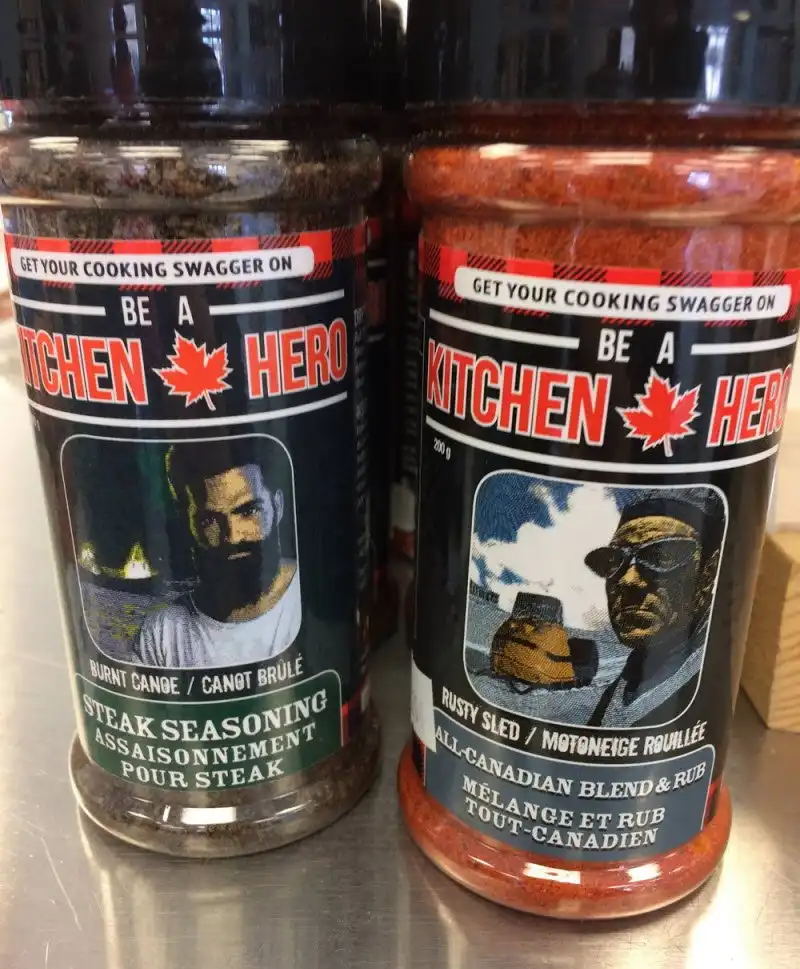 GET YOUR COOKING SWAGGER ON
BE A
ITCHEN HERO
BURNT CANOE / CANOT BRÛLÉ
STEAK SEASONING
ASSAISONNEMENT
POUR STEAK
GET YOUR COOKING SWAGGER ON
BE A
KITCHEN HERO
200 g
RUSTY SLED / MOTONEIGE ROUILLÉE
ALL-CANADIAN BLEND & RUB
MÉLANGE ET RUB
TOUT-CANADIEN